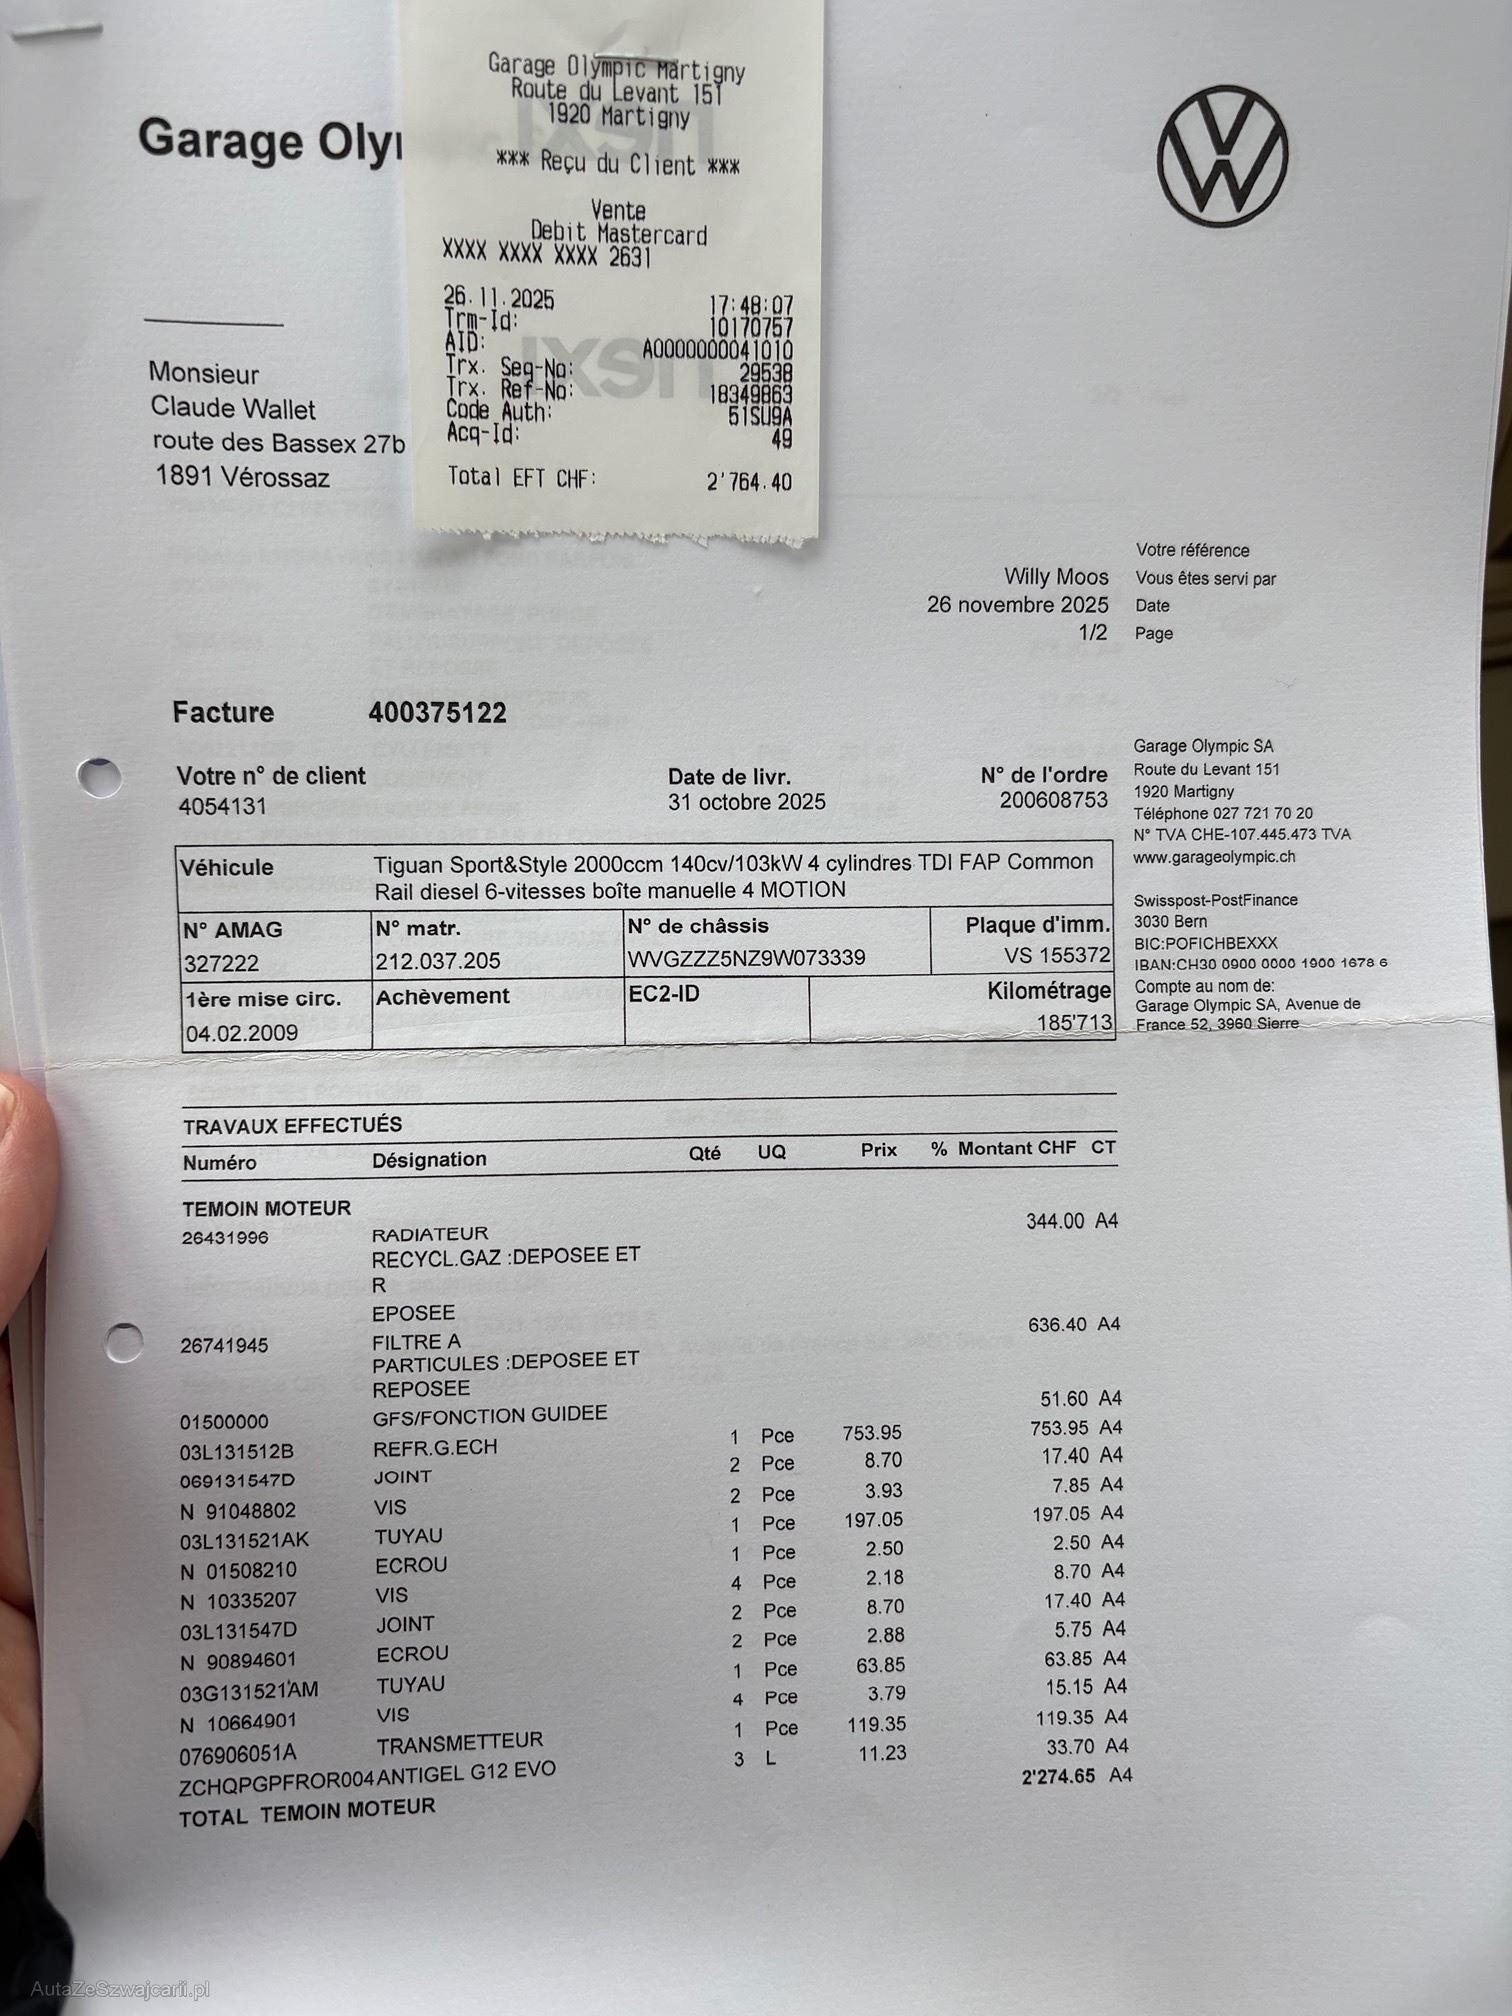 Garage Olympic Martigny
Route du Levant 151
1920 Martigny
*** Reçu du Client ***
Vente
Debit Mastercard
XXXX XXXX XXXX 2631
26.11.2025 17:48:07
Trm-Id: 10170757
AID: A0000000041010
Trx. Seq-No: 29538
Trx. Ref-No: 18349863
Code Auth: 51SU9A
Acq-Id: 49
Total EFT CHF: 2'764.40
nexi
Garage Oly
Monsieur
Claude Wallet
route des Bassex 27b
1891 Vérossaz
Votre référence
Willy Moos Vous êtes servi par
26 novembre 2025 Date
1/2 Page
Facture 400375122
Votre n° de client Date de livr. N° de l'ordre
4054131 31 octobre 2025 200608753
Garage Olympic SA
Route du Levant 151
1920 Martigny
Téléphone 027 721 70 20
N° TVA CHE-107.445.473 TVA
www.garageolympic.ch
Swisspost-PostFinance
3030 Bern
BIC:POFICHBEXXX
IBAN:CH30 0900 0000 1900 1678 6
Compte au nom de:
Garage Olympic SA, Avenue de
France 52, 3960 Sierre
Véhicule Tiguan Sport&Style 2000ccm 140cv/103kW 4 cylindres TDI FAP Common
Rail diesel 6-vitesses boîte manuelle 4 MOTION
N° AMAG N° matr. N° de châssis Plaque d'imm.
327222 212.037.205 WVGZZZ5NZ9W073339 VS 155372
1ère mise circ. Achèvement EC2-ID Kilométrage
04.02.2009 185'713
TRAVAUX EFFECTUÉS
Numéro Désignation Qté UQ Prix % Montant CHF CT
TEMOIN MOTEUR
26431996 RADIATEUR 344.00 A4
RECYCL.GAZ :DEPOSEE ET
R
EPOSEE
26741945 FILTRE A 636.40 A4
PARTICULES :DEPOSEE ET
REPOSEE
01500000 GFS/FONCTION GUIDEE 51.60 A4
03L131512B REFR.G.ECH 1 Pce 753.95 753.95 A4
069131547D JOINT 2 Pce 8.70 17.40 A4
N 91048802 VIS 2 Pce 3.93 7.85 A4
03L131521AK TUYAU 1 Pce 197.05 197.05 A4
N 01508210 ECROU 1 Pce 2.50 2.50 A4
N 10335207 VIS 4 Pce 2.18 8.70 A4
03L131547D JOINT 2 Pce 8.70 17.40 A4
N 90894601 ECROU 2 Pce 2.88 5.75 A4
03G131521AM TUYAU 1 Pce 63.85 63.85 A4
N 10664901 VIS 4 Pce 3.79 15.15 A4
076906051A TRANSMETTEUR 1 Pce 119.35 119.35 A4
ZCHQPGPFROR004 ANTIGEL G12 EVO 3 L 11.23 33.70 A4
TOTAL TEMOIN MOTEUR 2'274.65 A4
AutaZeSzwajcarii.pl